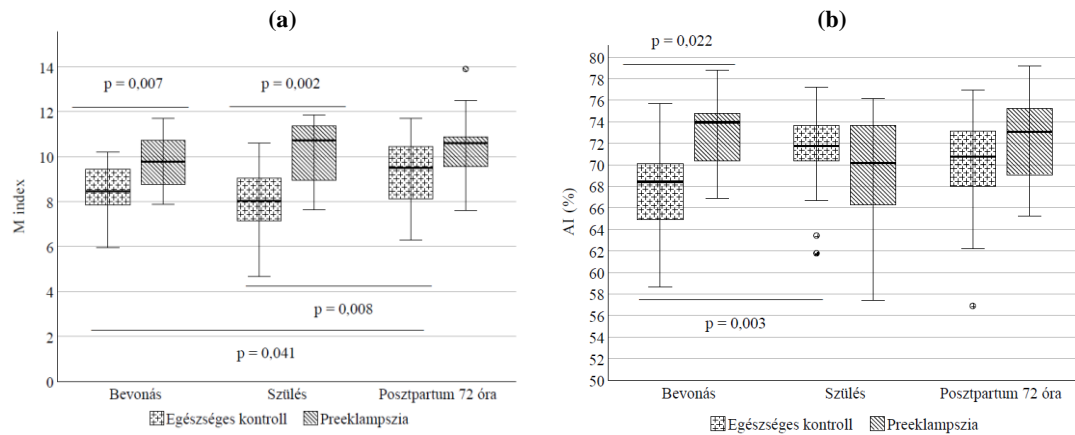 (a)
M index
14
12
10
8
6
4
2
0
p = 0,007
p = 0,002
p = 0,008
p = 0,041
Bevonás Szülés Posztpartum 72 óra
Egészséges kontroll Preeklampszia
(b)
AI (%)
80
78
76
74
72
70
68
66
64
62
60
58
56
54
52
50
p = 0,022
p = 0,003
Bevonás Szülés Posztpartum 72 óra
Egészséges kontroll Preeklampszia